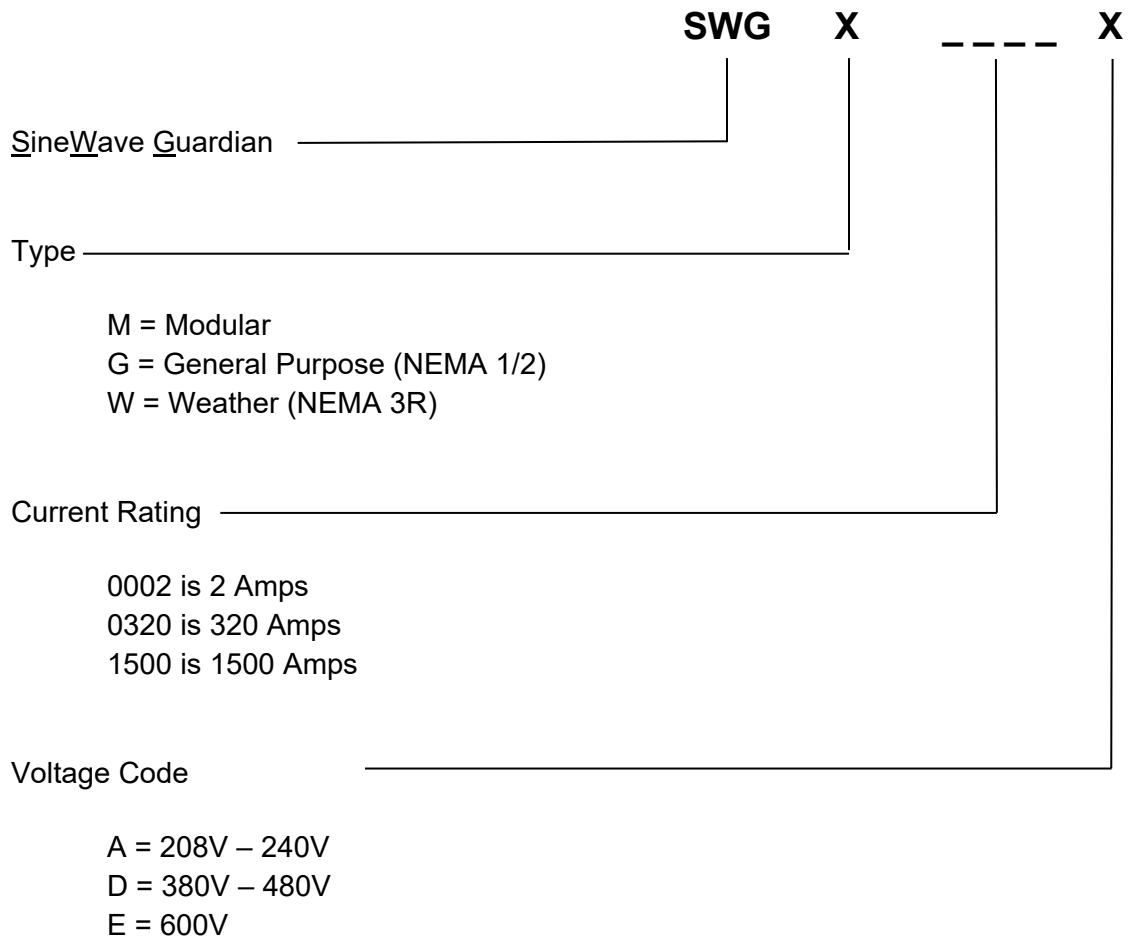 SWG X _ _ _ _ X
SineWave Guardian
Type
M = Modular
G = General Purpose (NEMA 1/2)
W = Weather (NEMA 3R)
Current Rating
0002 is 2 Amps
0320 is 320 Amps
1500 is 1500 Amps
Voltage Code
A = 208V – 240V
D = 380V – 480V
E = 600V